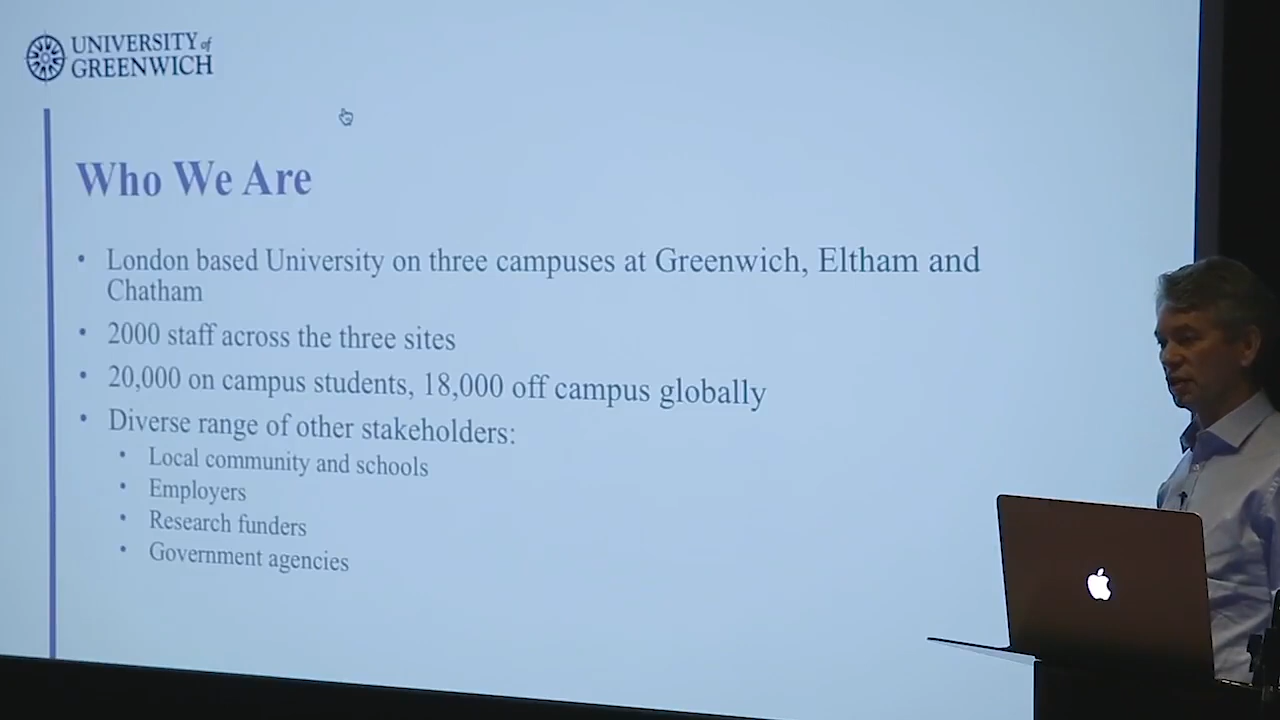 UNIVERSITY of
GREENWICH
Who We Are
• London based University on three campuses at Greenwich, Eltham and
Chatham
• 2000 staff across the three sites
• 20,000 on campus students, 18,000 off campus globally
• Diverse range of other stakeholders:
• Local community and schools
• Employers
• Research funders
• Government agencies